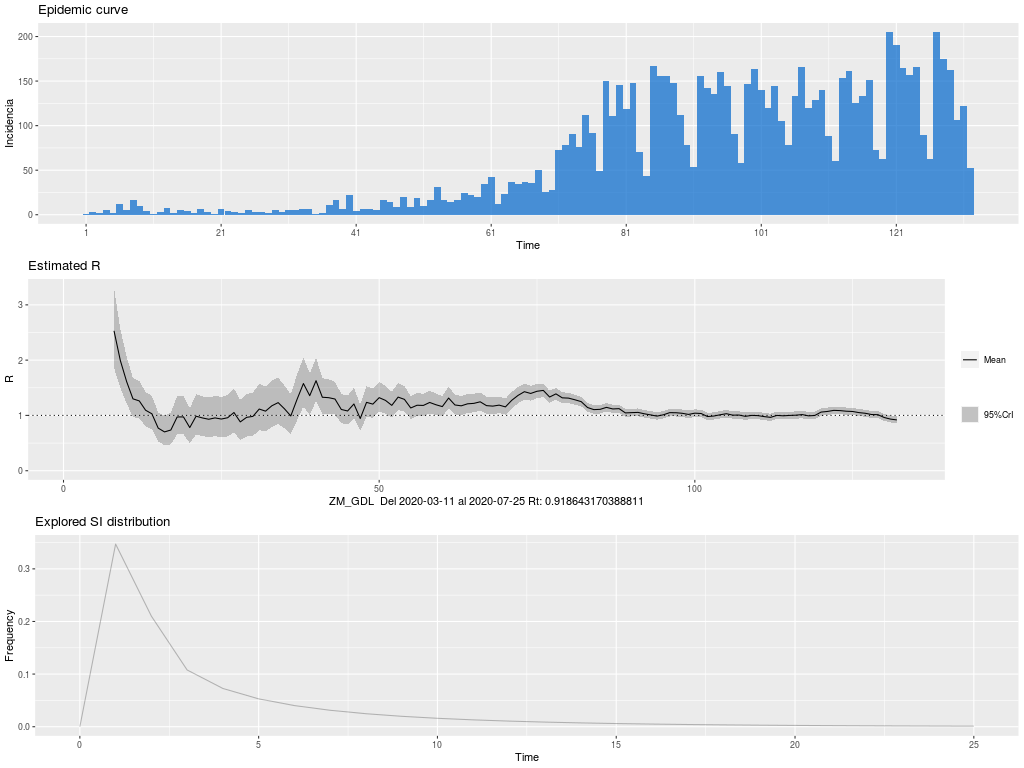 Epidemic curve
200
150
100
50
0
Incidencia
1 21 41 61 81 101 121
Time
Estimated R
3
2
1
0
R
Mean
95%CrI
0 50 100
ZM_GDL Del 2020-03-11 al 2020-07-25 Rt: 0.918643170388811
Explored SI distribution
0.3
0.2
0.1
0.0
Frequency
0 5 10 15 20 25
Time